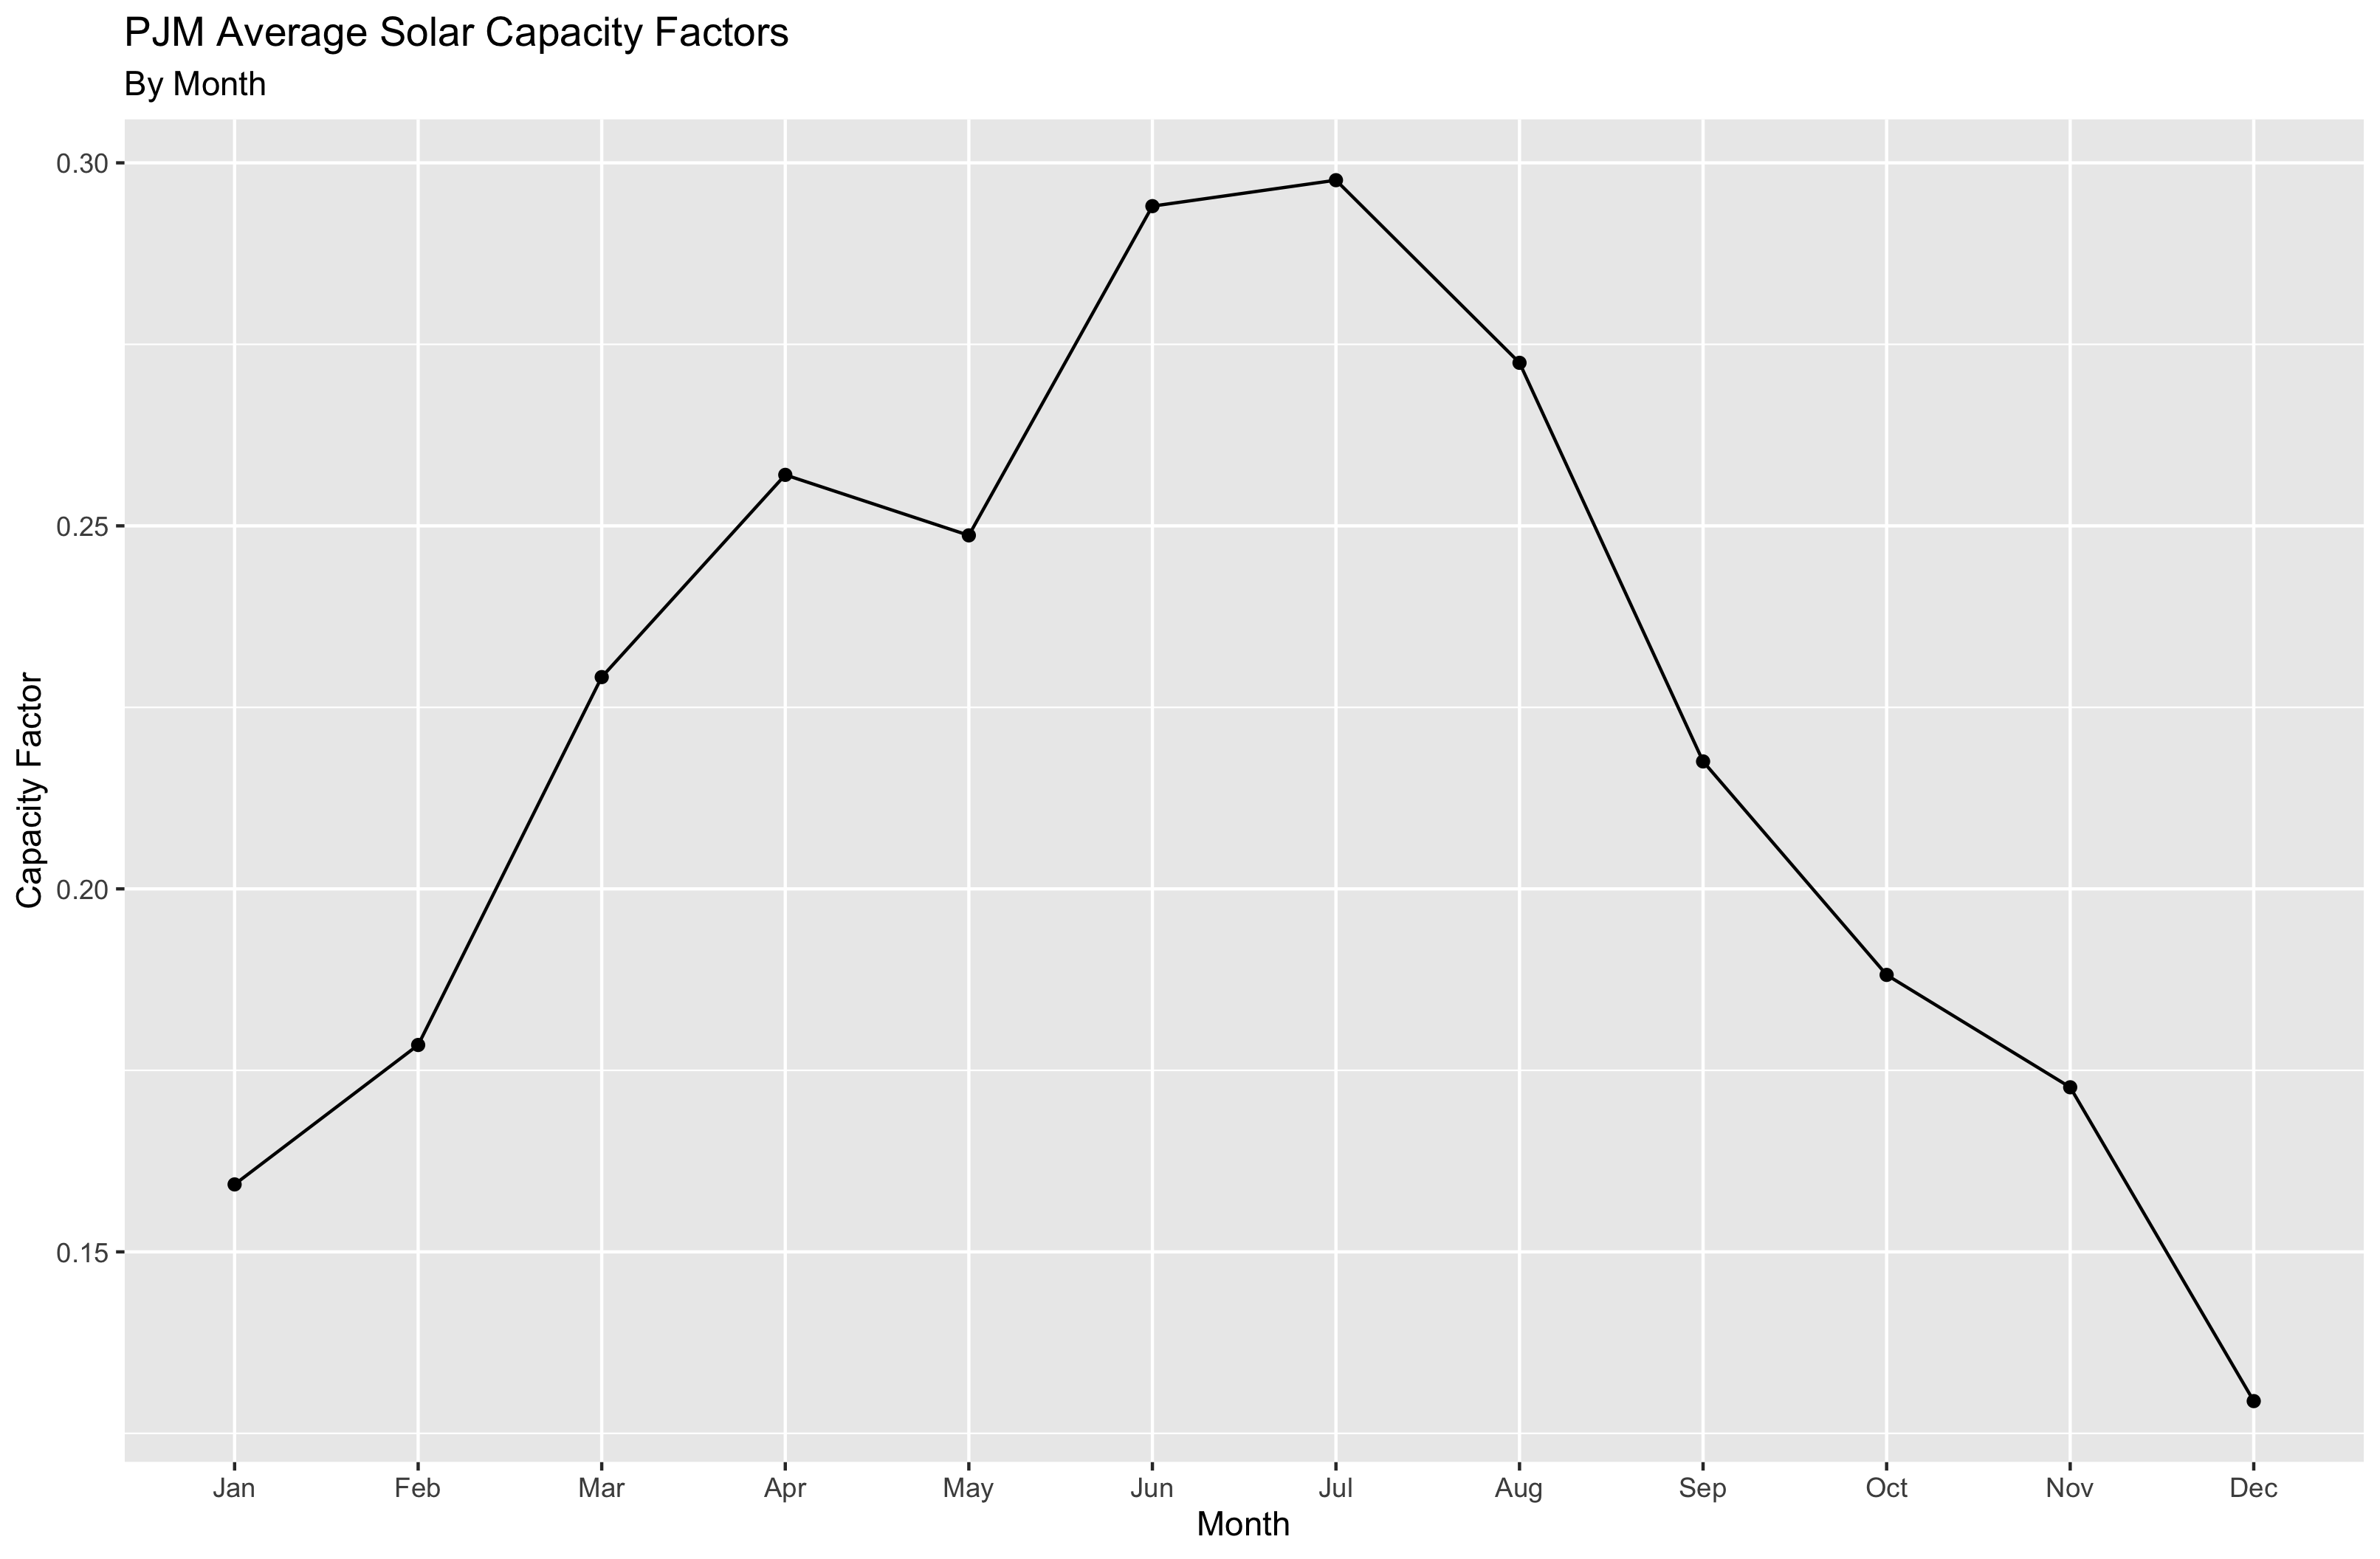 PJM Average Solar Capacity Factors
By Month
Capacity Factor
0.30
0.25
0.20
0.15
Jan Feb Mar Apr May Jun Jul Aug Sep Oct Nov Dec
Month